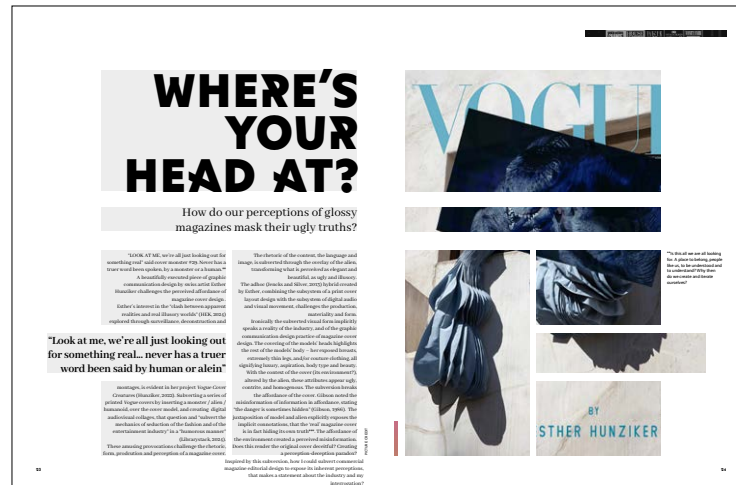 WHERE'S
YOUR
HEAD AT?
How do our perceptions of glossy
magazines mask their ugly truths?
"LOOK AT ME, we're all just looking out for
something real" said cover monster #29. Never has a
truer word been spoken, by a monster or a human.
A beautifully executed piece of graphic
communication design by swiss artist Esther
Hunziker challenges the perceived affordance of
magazine cover design.
Esther's interest in the "clash between apparent
realities and real illusory worlds" (HEK, 2024)
explored through surveillance, deconstruction and
"Look at me, we're all just looking out
for something real... never has a truer
word been said by human or alein"
montages, is evident in her project Vogue Cover
Creatures (Hunziker, 2022). Subverting a series of
printed Vogue covers by inserting a monster / alien /
humanoid, over the cover model, and creating digital
audiovisual collages, that question and "subvert the
mechanics of seduction of the fashion and of the
entertainment industry" in a "humorous manner"
(Librarystack, 2024).
These amusing preventions challenge the rhetoric,
form, production and perception of a magazine cover.
The rhetoric of the content, the language and
image, is subverted through the overlay of the alien,
transforming what is perceived as elegant and
beautiful, as ugly and illusory.
The adhoc (Jencks and Silver, 2013) hybrid created
by Esther, combining the subsystem of a print cover
layout design with the subsystem of digital audio
and visual movement, challenges the production,
materiality and form.
Ironically the subverted visual form implicitly
speaks a reality of the industry, and of the graphic
communication design practice of magazine cover
design. The covering of the models' heads highlights
the rest of the models' body – her exposed breasts,
extremely thin legs, and/or couture clothing, all
signifying luxury, aspiration, body type and beauty.
With the context of the cover (its environment?),
altered by the alien, these attributes appear ugly,
contrite, and homogenous. The subversion breaks
the affordance of the cover. Gibson noted the
misinformation of information in affordance, stating
"the danger is sometimes hidden" (Gibson, 1966). The
juxtaposition of model and alien explicitly exposes the
implicit connotations, that the 'real' magazine cover
is in fact hiding its own truth**. The affordance of
the environment created a perceived misinformation.
Does this render the original cover deceitful? Creating
a perception-deception paradox?
Inspired by this subversion, how I could subvert commercial
magazine editorial design to expose its inherent perceptions,
that makes a statement about the industry and my
interrogation?
VOGUE
**Is this all we are all looking
for. A place to belong, people
like us, to be understood and
to understand? Why then
do we create and iterate
ourselves?
BY
ESTHER HUNZIKER